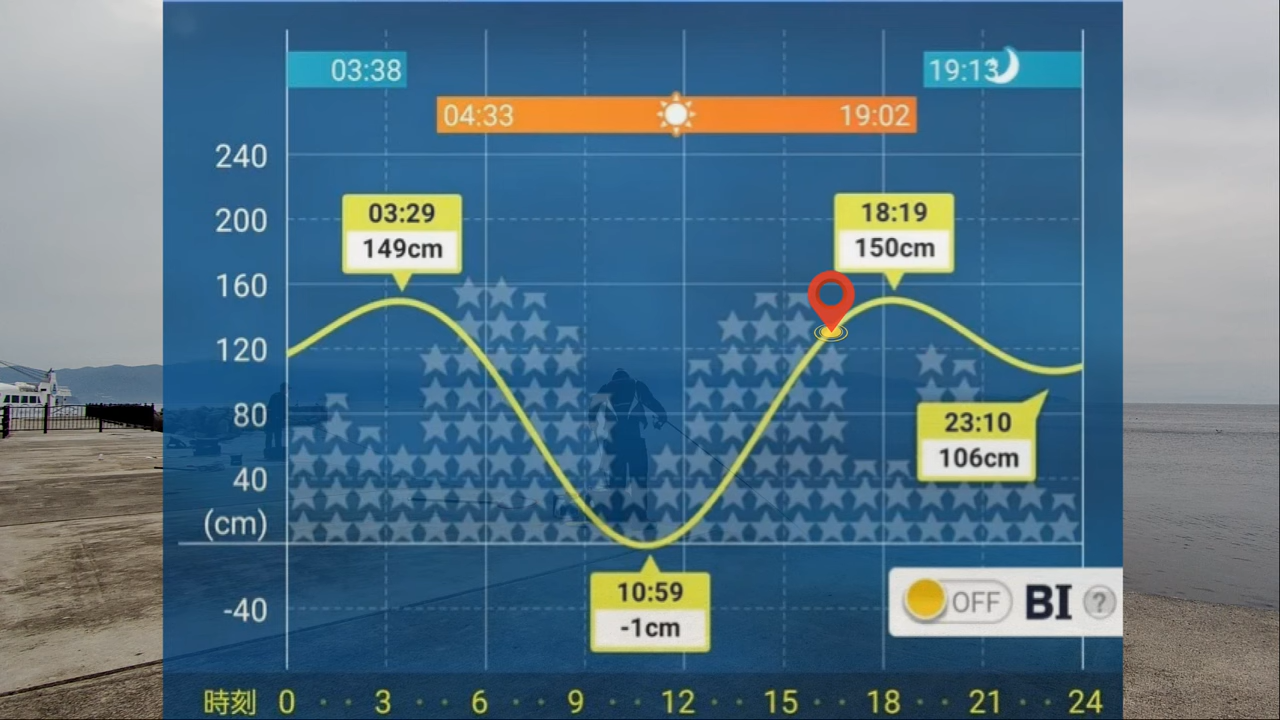 03:38
19:13
04:33
19:02
240
200
160
120
80
40
(cm)
-40
03:29
149cm
18:19
150cm
23:10
106cm
10:59
-1cm
OFF BI ?
時刻 0 3 6 9 12 15 18 21 24